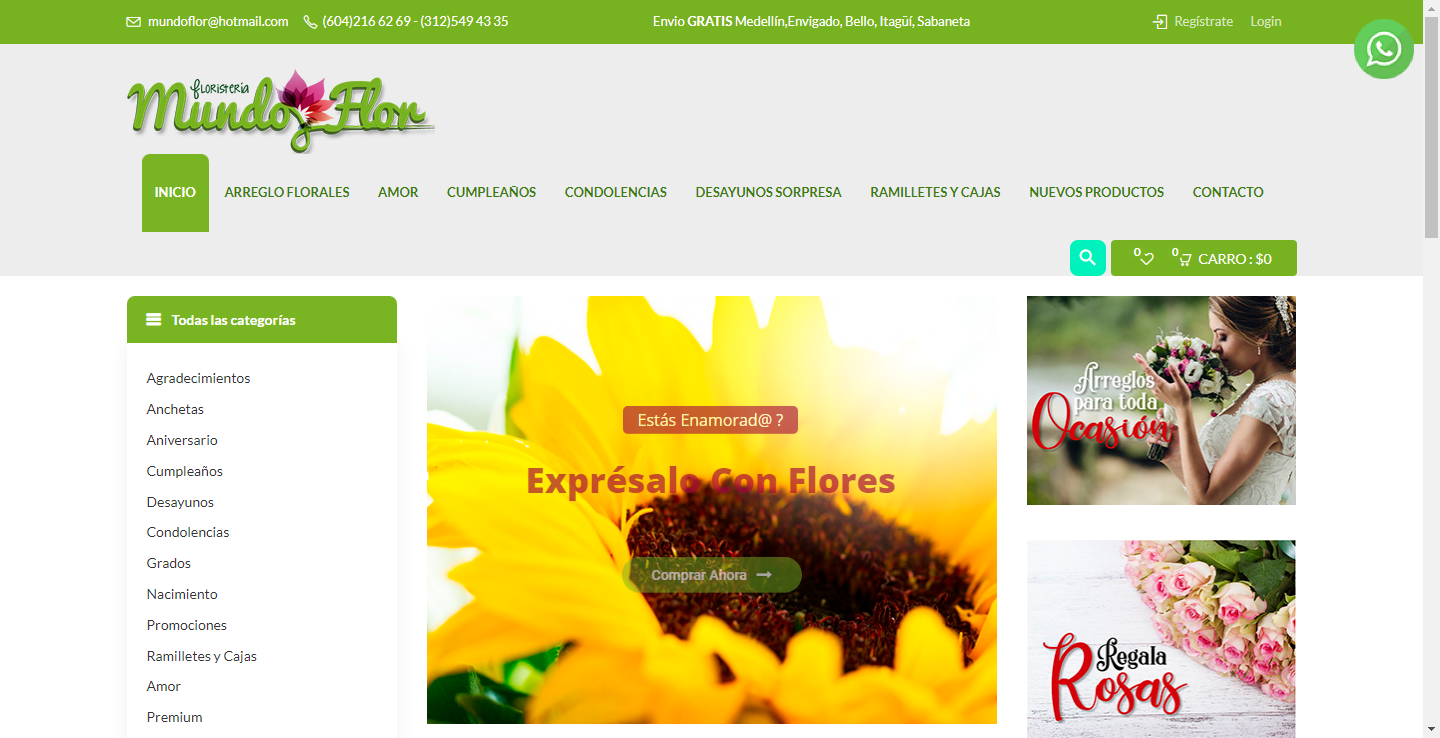 mundoflor@hotmail.com (604)216 62 69 - (312)549 43 35 Envio GRATIS Medellín,Envigado, Bello, Itagüí, Sabaneta Regístrate Login
FLORISTERIA
Mundo Flor
INICIO ARREGLO FLORALES AMOR CUMPLEAÑOS CONDOLENCIAS DESAYUNOS SORPRESA RAMILLETES Y CAJAS NUEVOS PRODUCTOS CONTACTO
0 0 CARRO : $0
Todas las categorías
Agradecimientos
Anchetas
Aniversario
Cumpleaños
Desayunos
Condolencias
Grados
Nacimiento
Promociones
Ramilletes y Cajas
Amor
Premium
Estás Enamorad@ ?
Exprésalo Con Flores
Comprar Ahora
Arreglos
para toda
Ocasión
Regala
Rosas